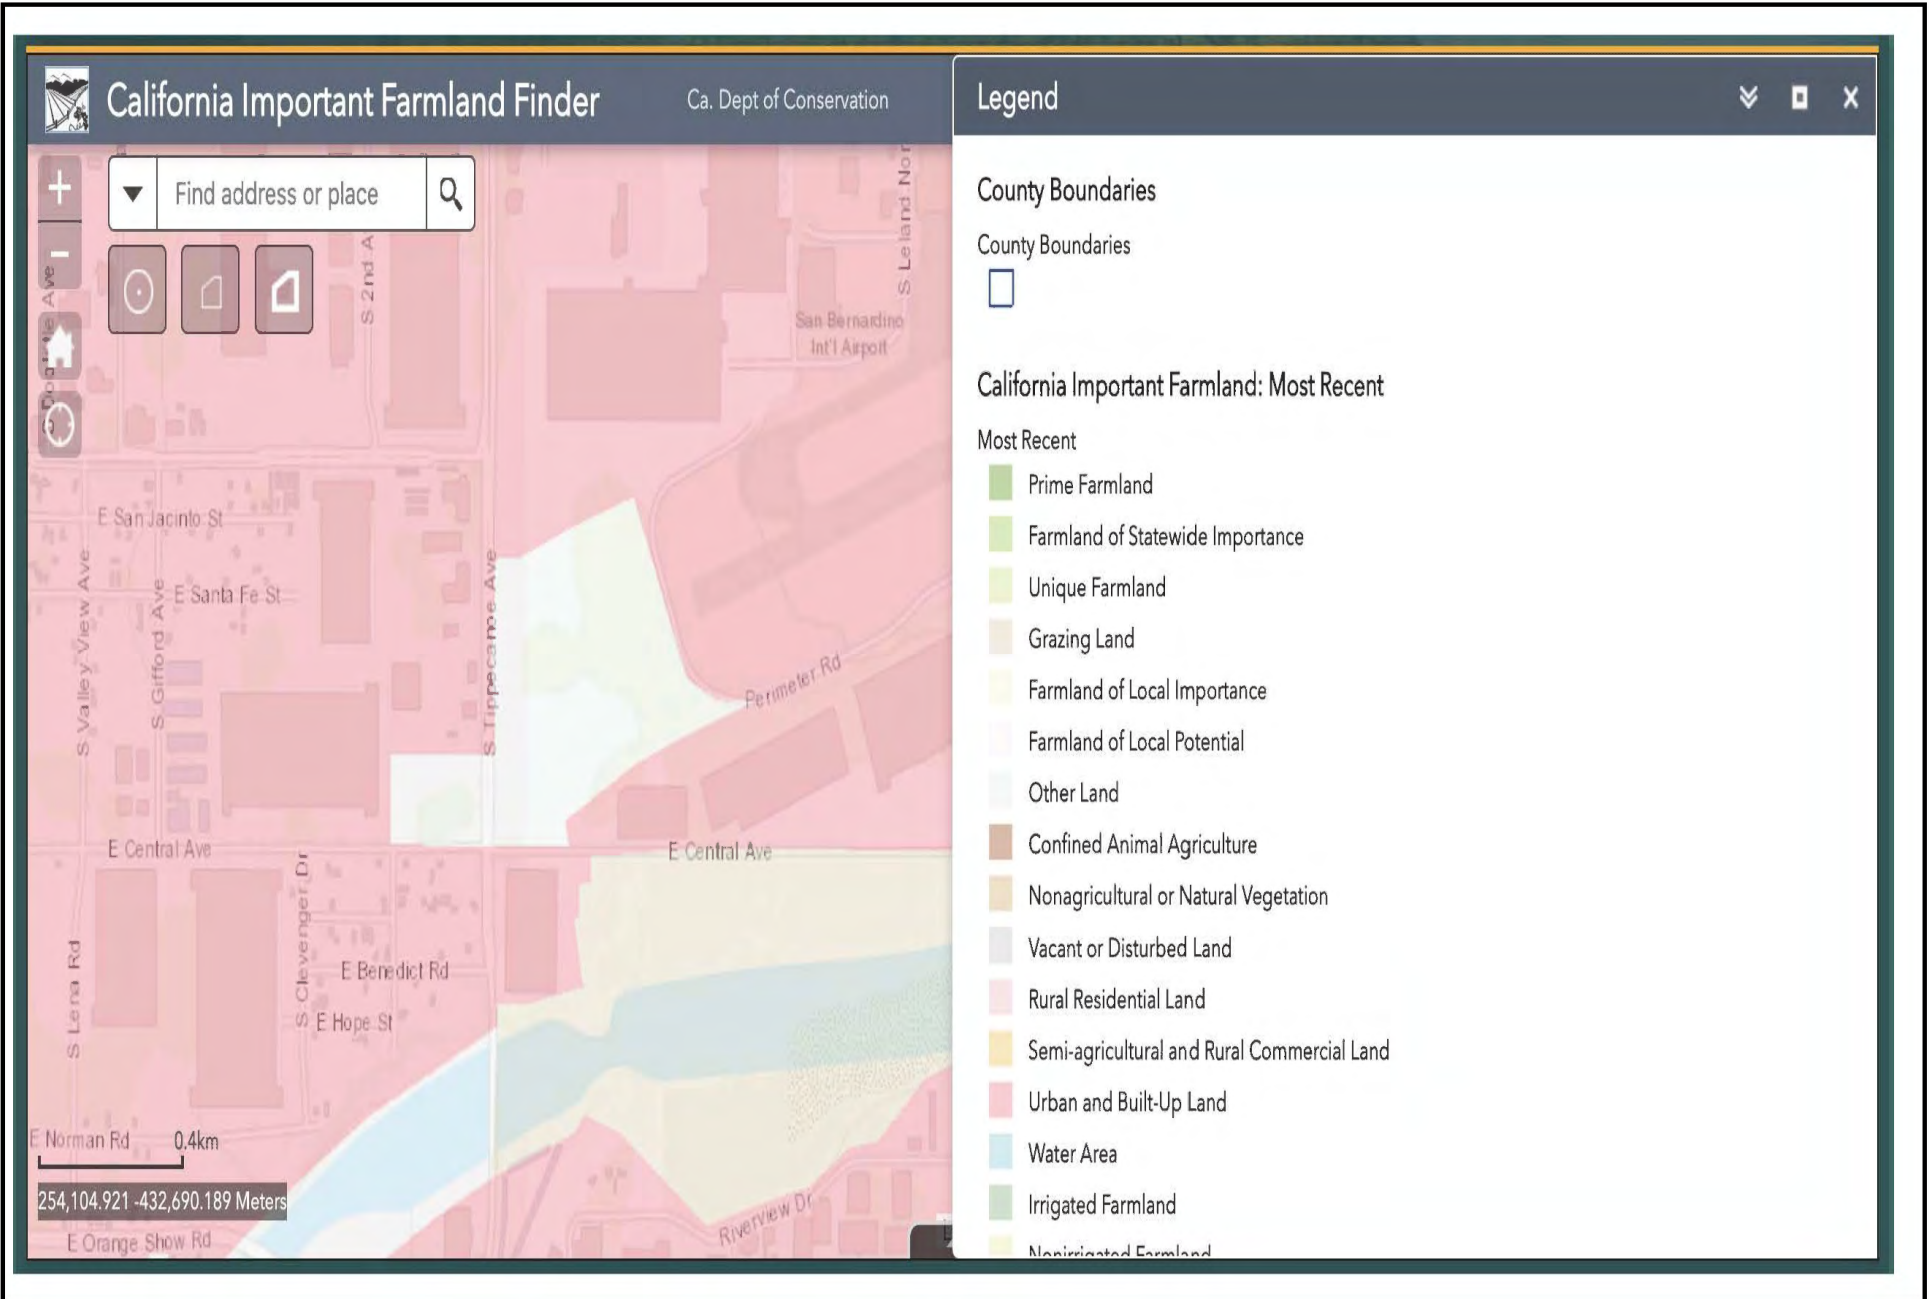 California Important Farmland Finder
Ca. Dept of Conservation
Legend
Find address or place
S 2nd A
S Leland Nor
San Bernardino
Int'l Airport
E San Jacinto St
E Santa Fe St
S Valley View Ave
S Gifford Ave
S Tippecanoe Ave
Perimeter Rd
E Central Ave
E Central Ave
S Lena Rd
S Clevenger Dr
E Benedict Rd
E Hope St
E Norman Rd
0.4km
254,104.921 -432,690.189 Meters
E Orange Show Rd
Riverview Dr
County Boundaries
County Boundaries
California Important Farmland: Most Recent
Most Recent
Prime Farmland
Farmland of Statewide Importance
Unique Farmland
Grazing Land
Farmland of Local Importance
Farmland of Local Potential
Other Land
Confined Animal Agriculture
Nonagricultural or Natural Vegetation
Vacant or Disturbed Land
Rural Residential Land
Semi-agricultural and Rural Commercial Land
Urban and Built-Up Land
Water Area
Irrigated Farmland
Nonirrigated Farmland